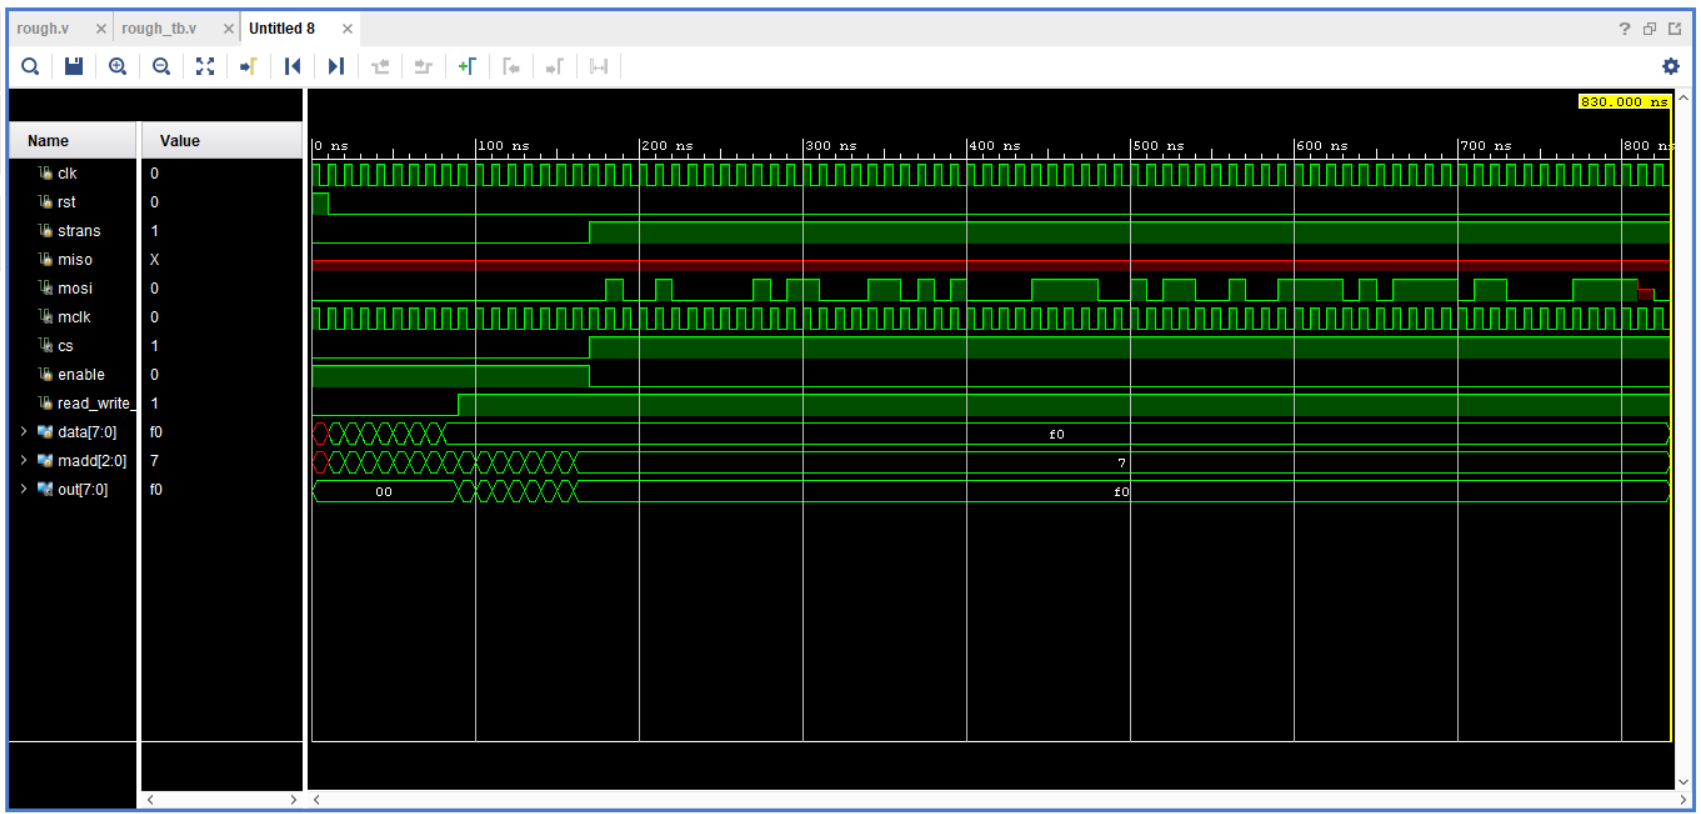 rough.v × rough_tb.v × Untitled 8 ×
?
830.000 ns
Name Value
0 ns 100 ns 200 ns 300 ns 400 ns 500 ns 600 ns 700 ns 800 ns
clk 0
rst 0
strans 1
miso X
mosi 0
mclk 0
cs 1
enable 0
read_write_ 1
> data[7:0] f0 f0
> madd[2:0] 7 7
> out[7:0] f0 00 f0